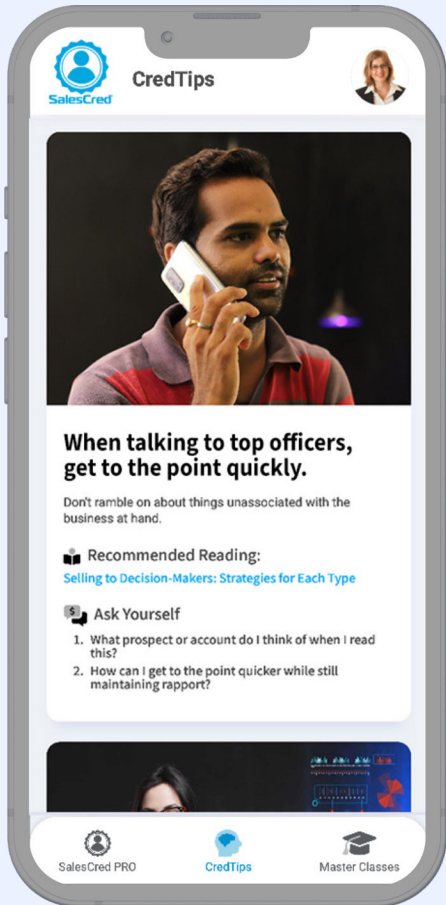 SalesCred
CredTips
When talking to top officers,
get to the point quickly.
Don't ramble on about things unassociated with the
business at hand.
Recommended Reading:
Selling to Decision-Makers: Strategies for Each Type
$
Ask Yourself
1. What prospect or account do I think of when I read
this?
2. How can I get to the point quicker while still
maintaining rapport?
SalesCred PRO
CredTips
Master Classes